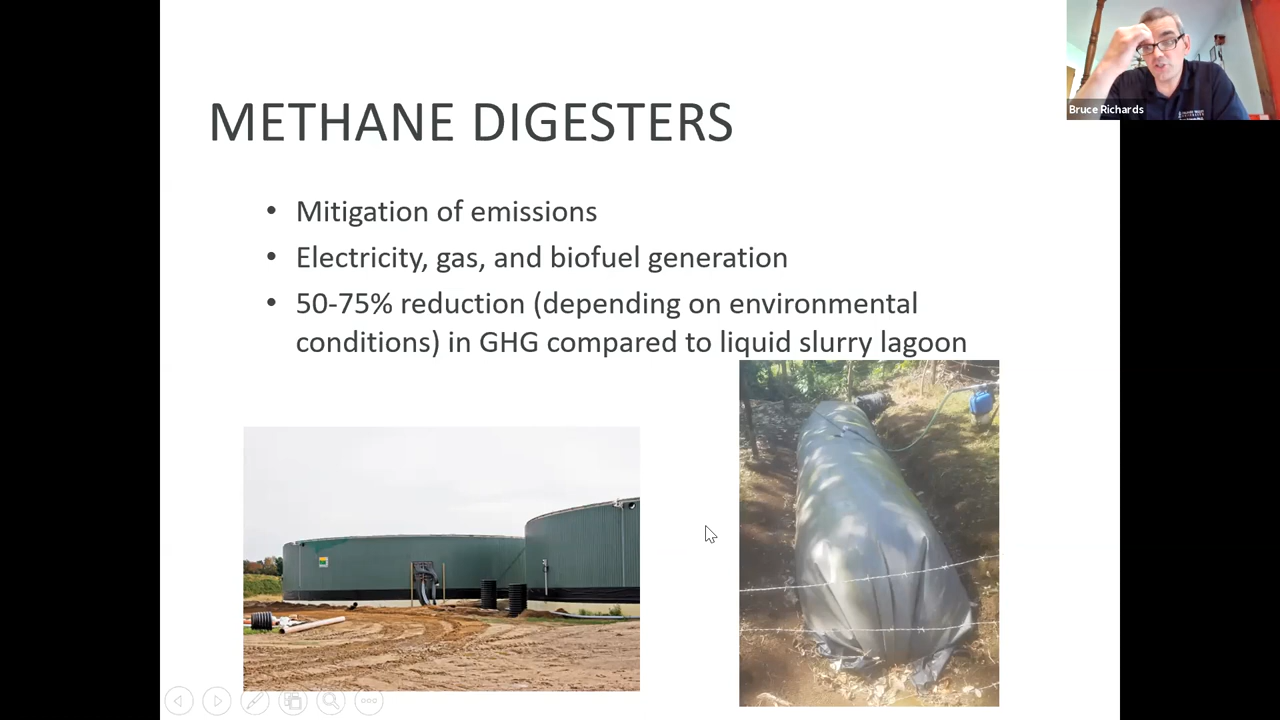 METHANE DIGESTERS
• Mitigation of emissions
• Electricity, gas, and biofuel generation
• 50-75% reduction (depending on environmental
conditions) in GHG compared to liquid slurry lagoon
Bruce Richards